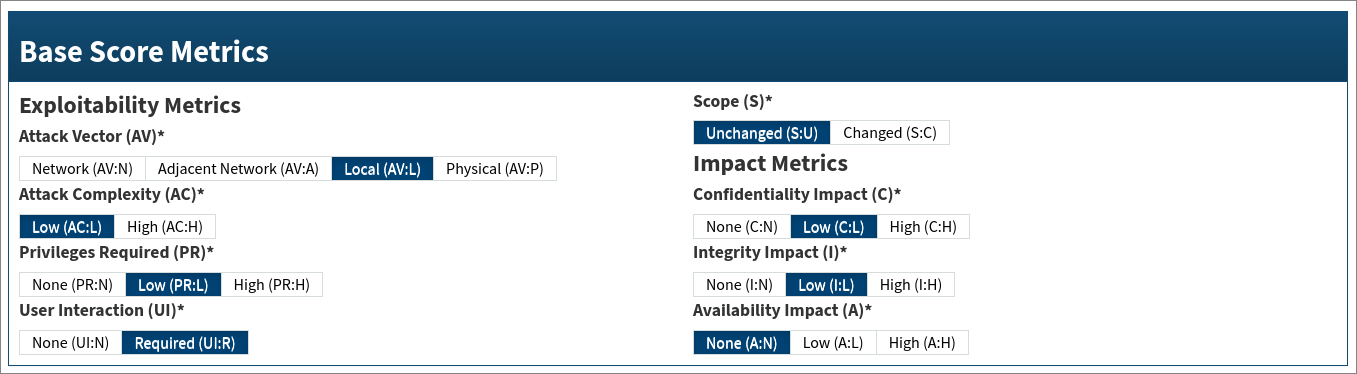 Base Score Metrics
Exploitability Metrics
Attack Vector (AV)*
Network (AV:N) Adjacent Network (AV:A) Local (AV:L) Physical (AV:P)
Attack Complexity (AC)*
Low (AC:L) High (AC:H)
Privileges Required (PR)*
None (PR:N) Low (PR:L) High (PR:H)
User Interaction (UI)*
None (UI:N) Required (UI:R)
Scope (S)*
Unchanged (S:U) Changed (S:C)
Impact Metrics
Confidentiality Impact (C)*
None (C:N) Low (C:L) High (C:H)
Integrity Impact (I)*
None (I:N) Low (I:L) High (I:H)
Availability Impact (A)*
None (A:N) Low (A:L) High (A:H)